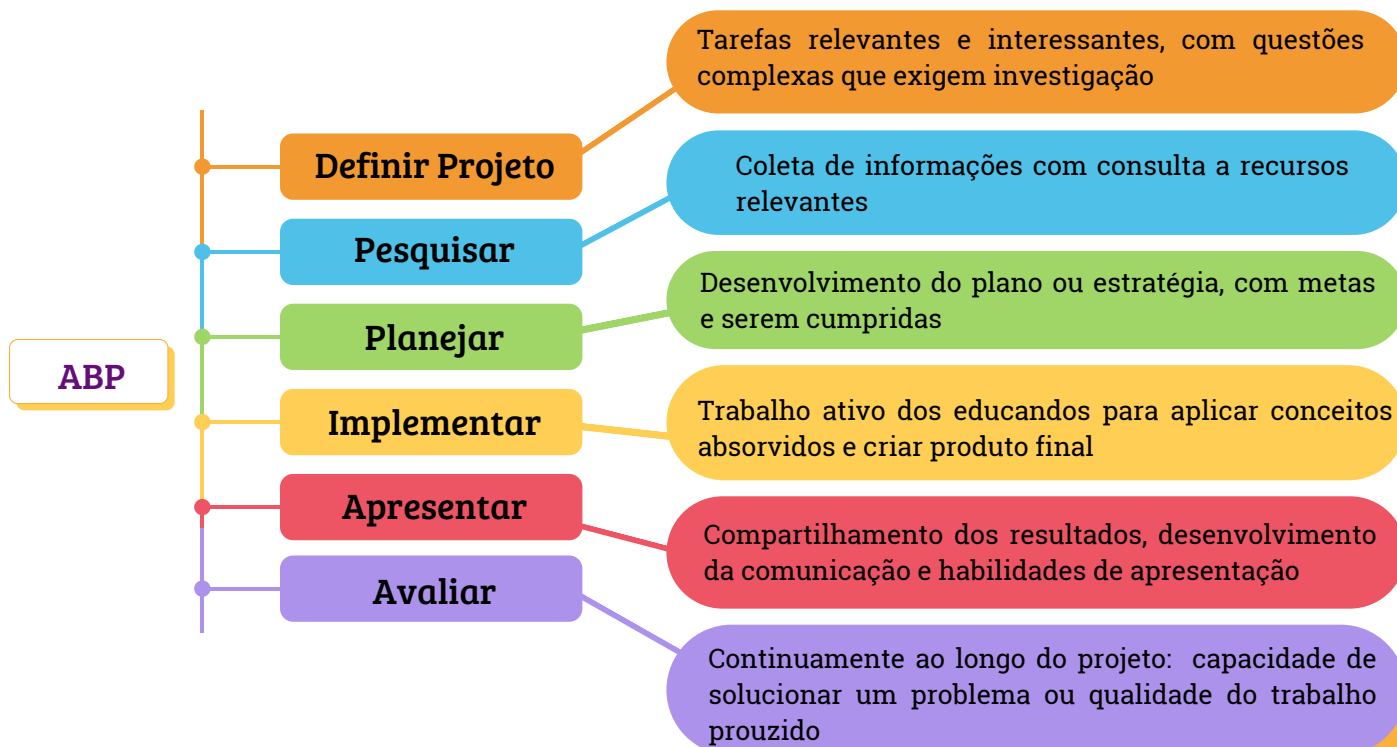 ABP
Definir Projeto
Tarefas relevantes e interessantes, com questões
complexas que exigem investigação
Pesquisar
Coleta de informações com consulta a recursos
relevantes
Planejar
Desenvolvimento do plano ou estratégia, com metas
e serem cumpridas
Implementar
Trabalho ativo dos educandos para aplicar conceitos
absorvidos e criar produto final
Apresentar
Compartilhamento dos resultados, desenvolvimento
da comunicação e habilidades de apresentação
Avaliar
Continuamente ao longo do projeto: capacidade de
solucionar um problema ou qualidade do trabalho
prouzido